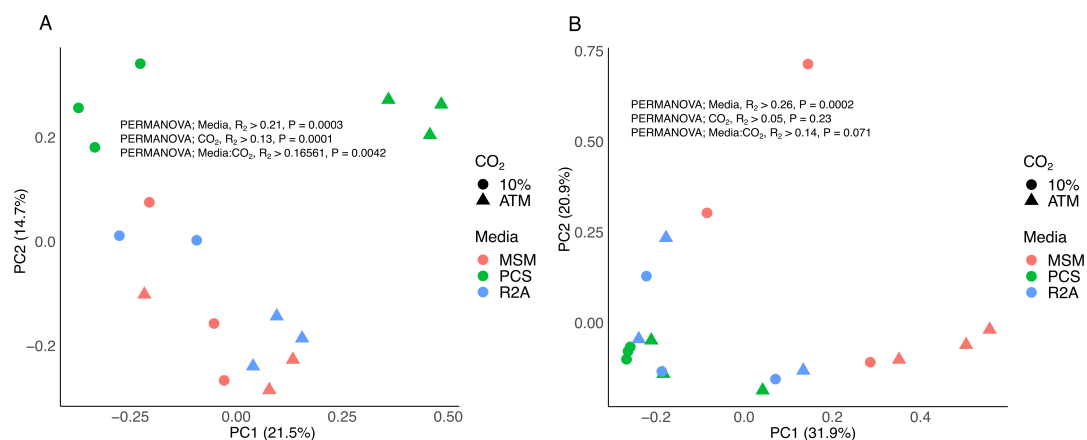 A
PERMANOVA; Media, R₂ > 0.21, P = 0.0003
PERMANOVA; CO₂, R₂ > 0.13, P = 0.0001
PERMANOVA; Media:CO₂, R₂ > 0.16561, P = 0.0042
0.2
0.0
−0.2
PC2 (14.7%)
−0.25
0.00
0.25
0.50
PC1 (21.5%)
CO₂
10%
ATM
Media
MSM
PCS
R2A
B
PERMANOVA; Media, R₂ > 0.26, P = 0.0002
PERMANOVA; CO₂, R₂ > 0.05, P = 0.23
PERMANOVA; Media:CO₂, R₂ > 0.14, P = 0.071
0.75
0.50
0.25
0.00
PC2 (20.9%)
−0.2
0.0
0.2
0.4
PC1 (31.9%)
CO₂
10%
ATM
Media
MSM
PCS
R2A